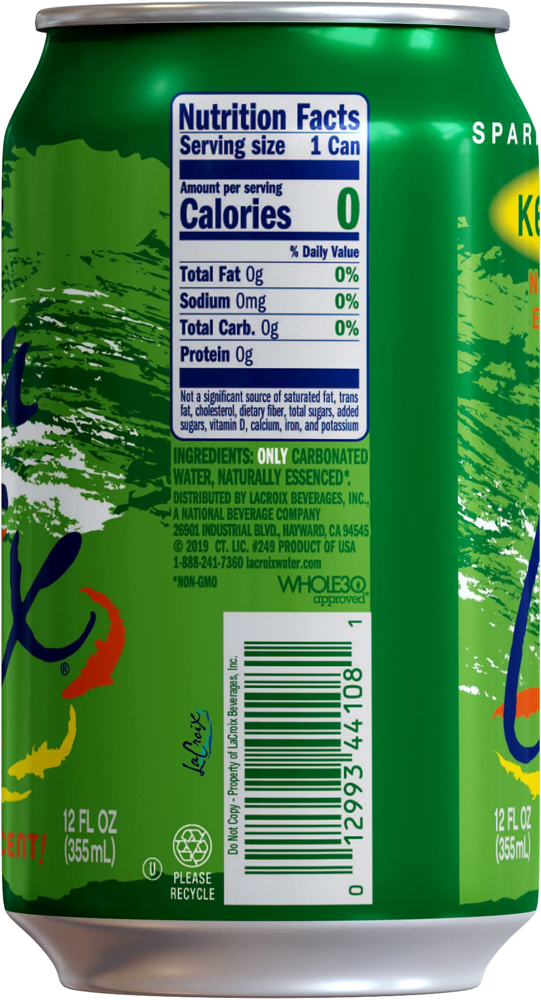 Nutrition Facts
Serving size 1 Can
Amount per serving
Calories 0
% Daily Value
Total Fat 0g 0%
Sodium 0mg 0%
Total Carb. 0g 0%
Protein 0g
Not a significant source of saturated fat, trans
fat, cholesterol, dietary fiber, total sugars, added
sugars, vitamin D, calcium, iron, and potassium
INGREDIENTS: ONLY CARBONATED
WATER, NATURALLY ESSENCED*.
DISTRIBUTED BY LACROIX BEVERAGES, INC.,
A NATIONAL BEVERAGE COMPANY
26901 INDUSTRIAL BLVD., HAYWARD, CA 94545
© 2019 CT. LIC. #249 PRODUCT OF USA
1-888-241-7360 lacroixwater.com
*NON-GMO
WHOLE30
approved®
Do Not Copy - Property of LaCroix Beverages, Inc.
0 12993 44108 1
LaCroix
®
12 FL OZ
(355mL)
U
PLEASE
RECYCLE
12 FL OZ
(355mL)